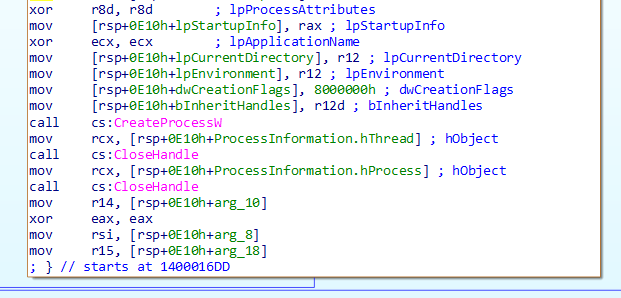 xor     r8d, r8d        ; lpProcessAttributes
mov     [rsp+0E10h+lpStartupInfo], rax ; lpStartupInfo
xor     ecx, ecx        ; lpApplicationName
mov     [rsp+0E10h+lpCurrentDirectory], r12 ; lpCurrentDirectory
mov     [rsp+0E10h+lpEnvironment], r12 ; lpEnvironment
mov     [rsp+0E10h+dwCreationFlags], 8000000h ; dwCreationFlags
mov     [rsp+0E10h+bInheritHandles], r12d ; bInheritHandles
call    cs:CreateProcessW
mov     rcx, [rsp+0E10h+ProcessInformation.hThread] ; hObject
call    cs:CloseHandle
mov     rcx, [rsp+0E10h+ProcessInformation.hProcess] ; hObject
call    cs:CloseHandle
mov     r14, [rsp+0E10h+arg_10]
xor     eax, eax
mov     rsi, [rsp+0E10h+arg_8]
mov     r15, [rsp+0E10h+arg_18]
; } // starts at 1400016DD